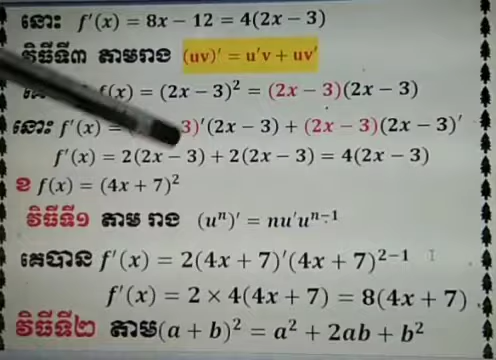 នោះ f′(x) = 8x − 12 = 4(2x − 3)
វិធីទី៣ តាមរាង (uv)′ = u′v + uv′
f(x) = (2x − 3)² = (2x − 3)(2x − 3)
នោះ f′(x) = 3)′(2x − 3) + (2x − 3)(2x − 3)′
f′(x) = 2(2x − 3) + 2(2x − 3) = 4(2x − 3)
ខ f(x) = (4x + 7)²
វិធីទី១ តាម រាង (uⁿ)′ = nu′uⁿ⁻¹
គេបាន f′(x) = 2(4x + 7)′(4x + 7)²⁻¹
f′(x) = 2 × 4(4x + 7) = 8(4x + 7)
វិធីទី២ តាម(a + b)² = a² + 2ab + b²